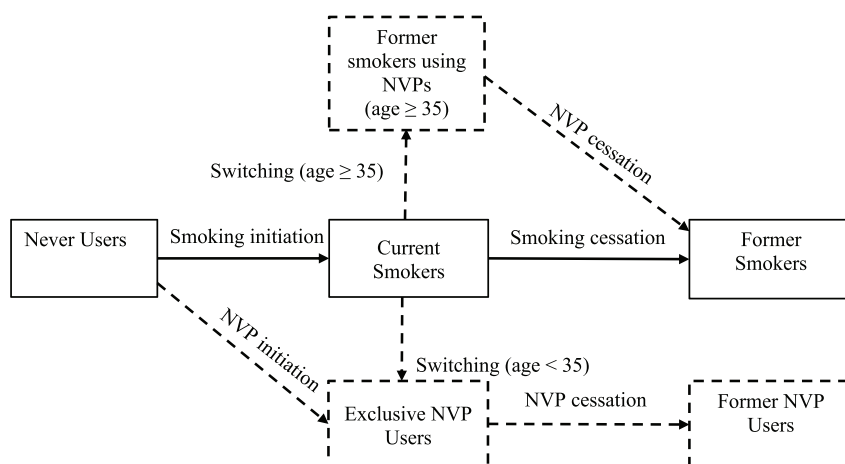 Former
smokers using
NVPs
(age ≥ 35)
NVP cessation
Switching (age ≥ 35)
Never Users
Smoking initiation
Current
Smokers
Smoking cessation
Former
Smokers
NVP initiation
Switching (age < 35)
Exclusive NVP
Users
NVP cessation
Former NVP
Users